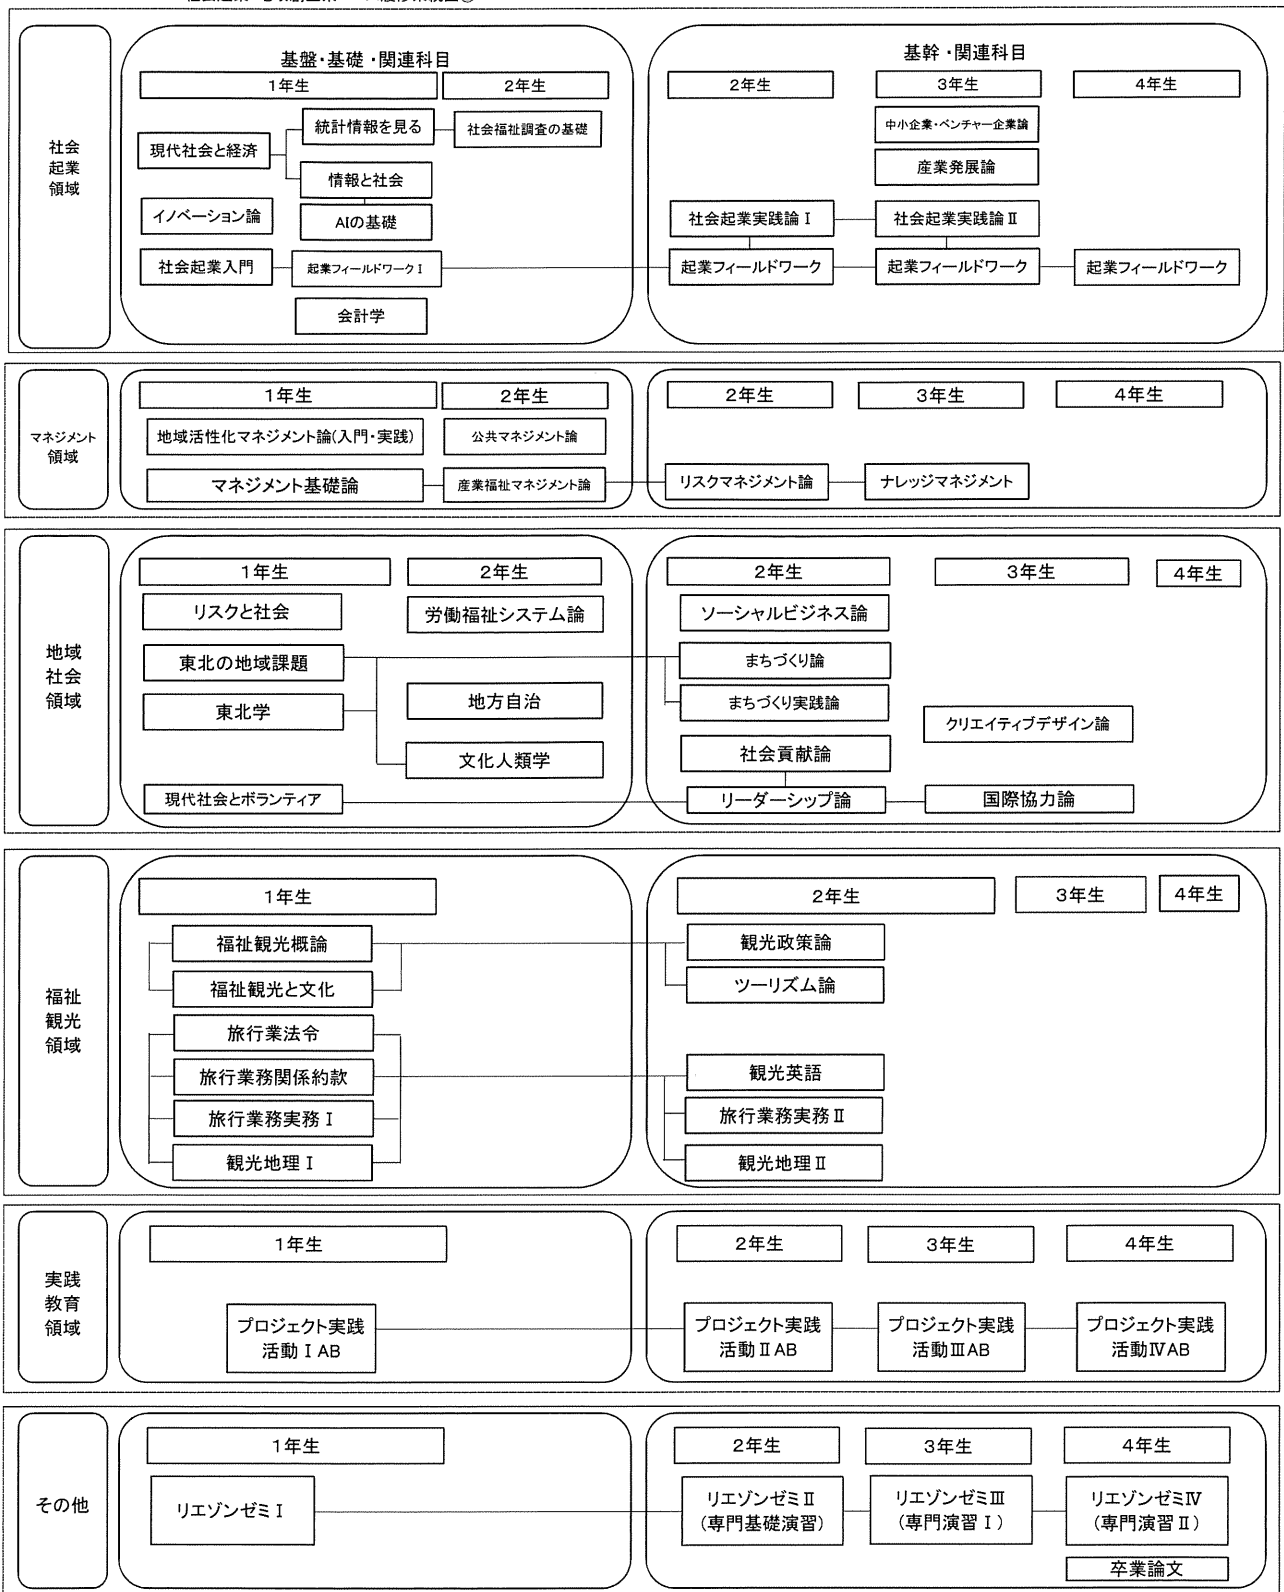 社会
起業
領域
基盤・基礎・関連科目
1年生
2年生
現代社会と経済
統計情報を見る
社会福祉調査の基礎
情報と社会
イノベーション論
AIの基礎
社会起業入門
起業フィールドワークⅠ
会計学
基幹・関連科目
2年生
3年生
4年生
中小企業・ベンチャー企業論
産業発展論
社会起業実践論Ⅰ
社会起業実践論Ⅱ
起業フィールドワーク
起業フィールドワーク
起業フィールドワーク
マネジメント
領域
1年生
2年生
地域活性化マネジメント論(入門・実践)
公共マネジメント論
マネジメント基礎論
産業福祉マネジメント論
2年生
3年生
4年生
リスクマネジメント論
ナレッジマネジメント
地域
社会
領域
1年生
2年生
リスクと社会
労働福祉システム論
東北の地域課題
東北学
地方自治
文化人類学
現代社会とボランティア
2年生
3年生
4年生
ソーシャルビジネス論
まちづくり論
まちづくり実践論
クリエイティブデザイン論
社会貢献論
リーダーシップ論
国際協力論
福祉
観光
領域
1年生
福祉観光概論
福祉観光と文化
旅行業法令
旅行業務関係約款
旅行業務実務Ⅰ
観光地理Ⅰ
2年生
3年生
4年生
観光政策論
ツーリズム論
観光英語
旅行業務実務Ⅱ
観光地理Ⅱ
実践
教育
領域
1年生
プロジェクト実践
活動ⅠAB
2年生
3年生
4年生
プロジェクト実践
活動ⅡAB
プロジェクト実践
活動ⅢAB
プロジェクト実践
活動ⅣAB
その他
1年生
リエゾンゼミⅠ
2年生
3年生
4年生
リエゾンゼミⅡ
(専門基礎演習)
リエゾンゼミⅢ
(専門演習Ⅰ)
リエゾンゼミⅣ
(専門演習Ⅱ)
卒業論文